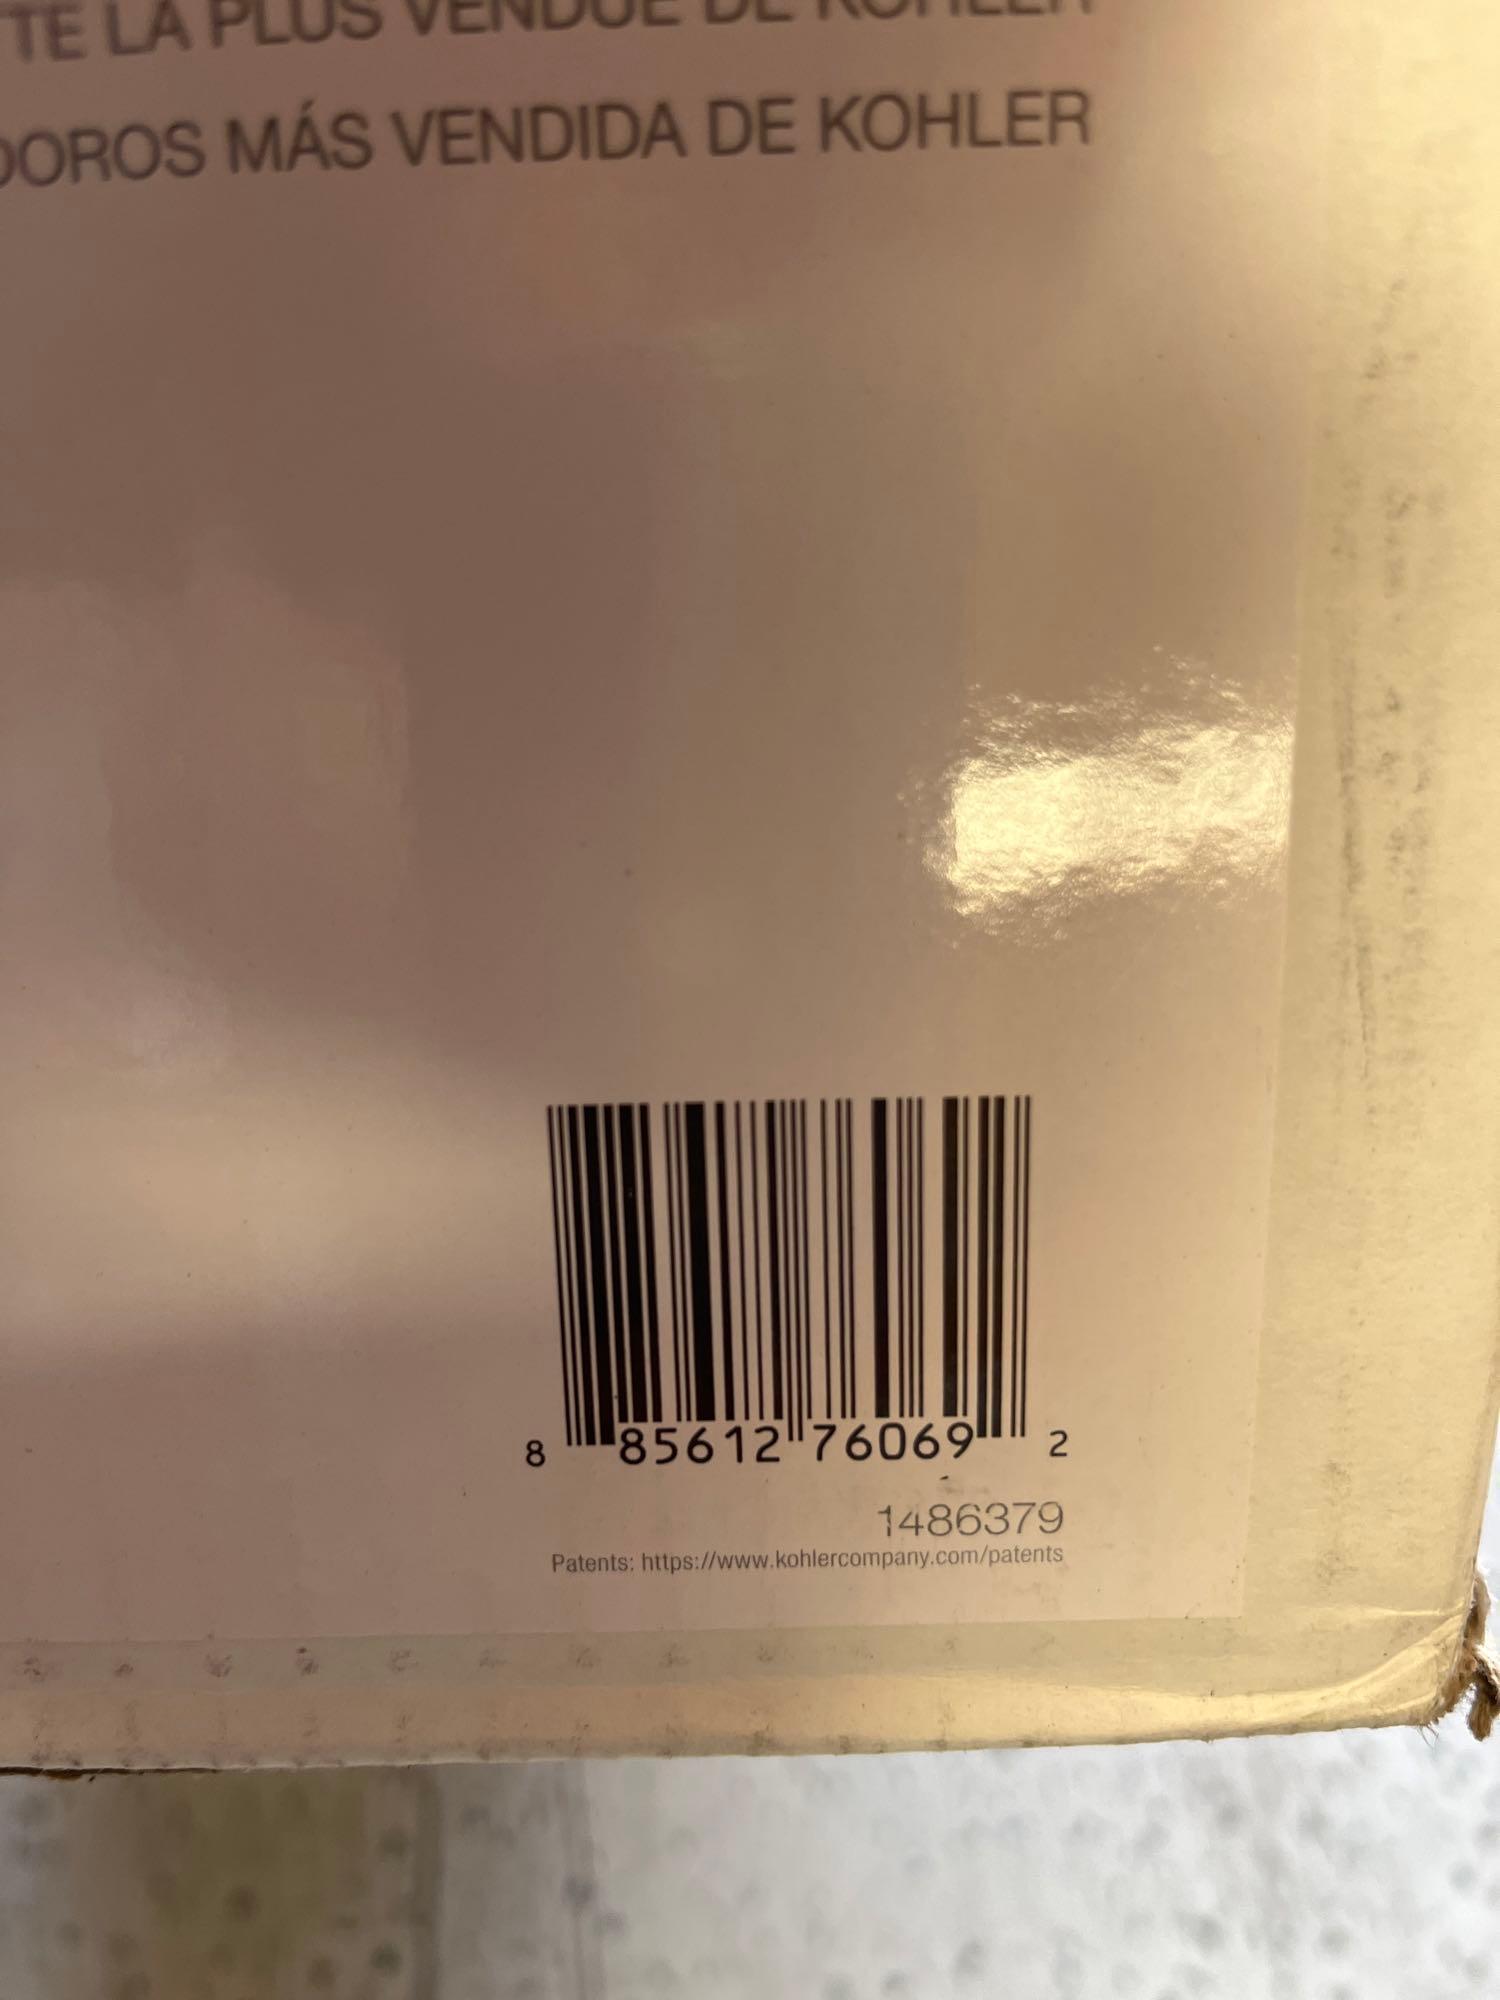 TE LA PLUS VENDUE DE KOHLER
DOROS MÁS VENDIDA DE KOHLER
8 85612 76069 2
1486379
Patents: https://www.kohlercompany.com/patents